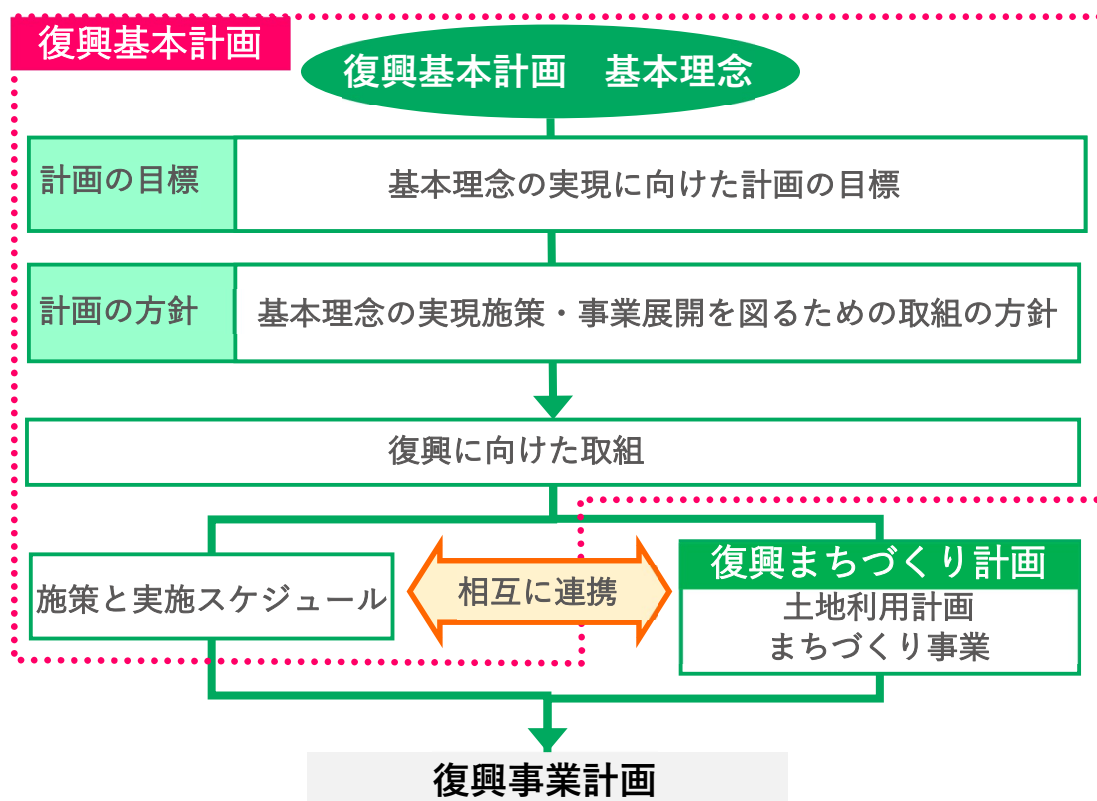 復興基本計画
復興基本計画　基本理念
計画の目標
基本理念の実現に向けた計画の目標
計画の方針
基本理念の実現施策・事業展開を図るための取組の方針
復興に向けた取組
施策と実施スケジュール
相互に連携
復興まちづくり計画
土地利用計画
まちづくり事業
復興事業計画